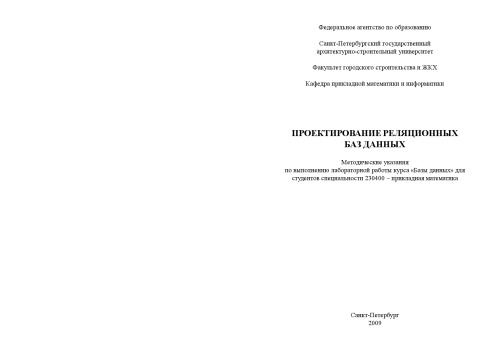 Федеральное агентство по образованию
Санкт-Петербургский государственный
архитектурно-строительный университет
Факультет городского строительства и ЖКХ
Кафедра прикладной математики и информатики
ПРОЕКТИРОВАНИЕ РЕЛЯЦИОННЫХ
БАЗ ДАННЫХ
Методические указания
по выполнению лабораторной работы курса «Базы данных» для
студентов специальности 230400 – прикладная математика
Санкт-Петербург
2009